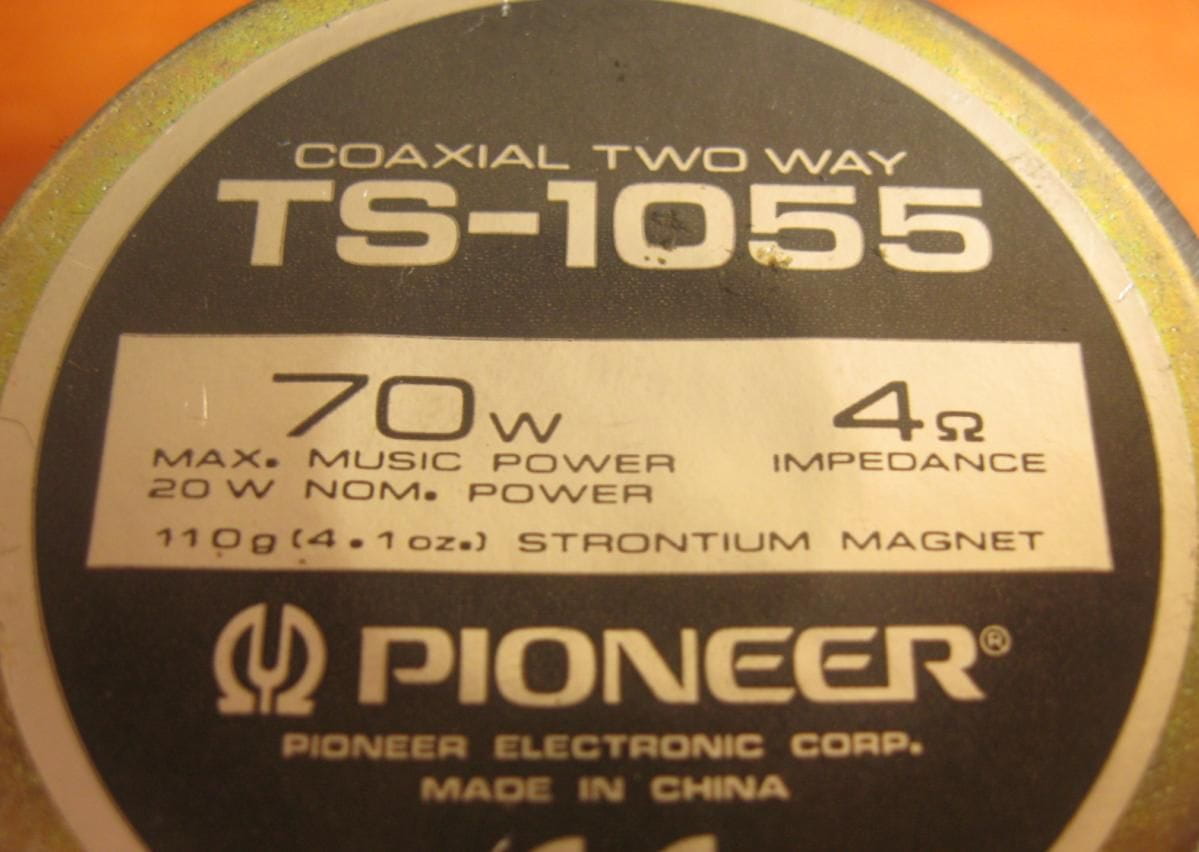 COAXIAL TWO WAY
TS-1055
70W
MAX. MUSIC POWER
20 W NOM. POWER
4Ω
IMPEDANCE
110g (4.1oz.) STRONTIUM MAGNET
PIONEER®
PIONEER ELECTRONIC CORP.
MADE IN CHINA